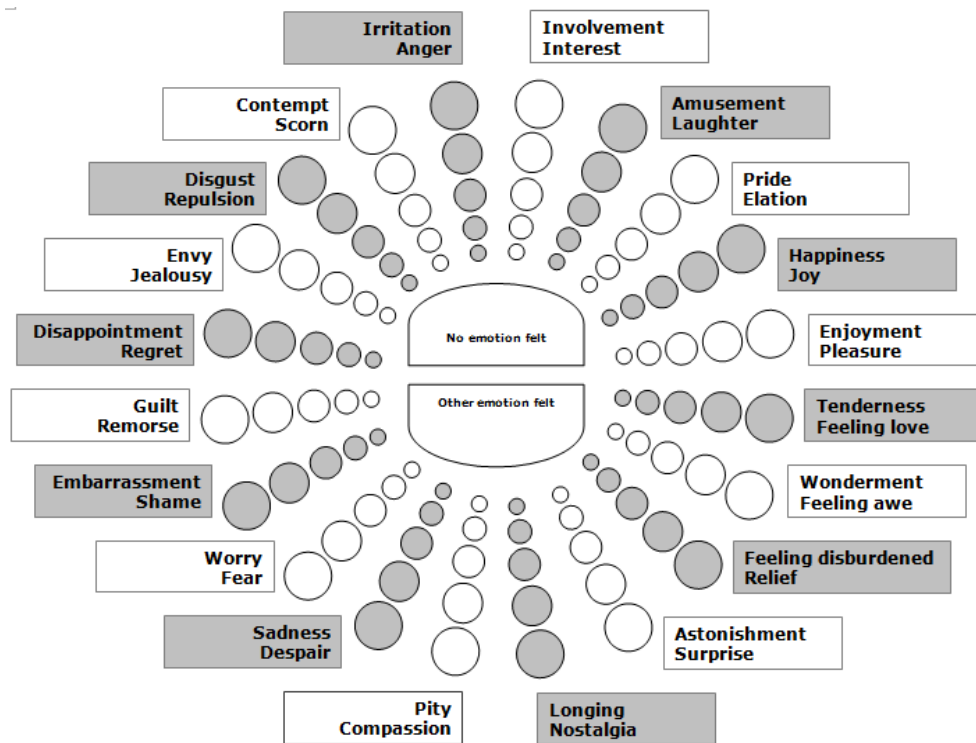 Irritation
Anger
Involvement
Interest
Contempt
Scorn
Amusement
Laughter
Disgust
Repulsion
Pride
Elation
Envy
Jealousy
Happiness
Joy
Disappointment
Regret
No emotion felt
Enjoyment
Pleasure
Guilt
Remorse
Other emotion felt
Tenderness
Feeling love
Embarrassment
Shame
Wonderment
Feeling awe
Worry
Fear
Feeling disburdened
Relief
Sadness
Despair
Astonishment
Surprise
Pity
Compassion
Longing
Nostalgia